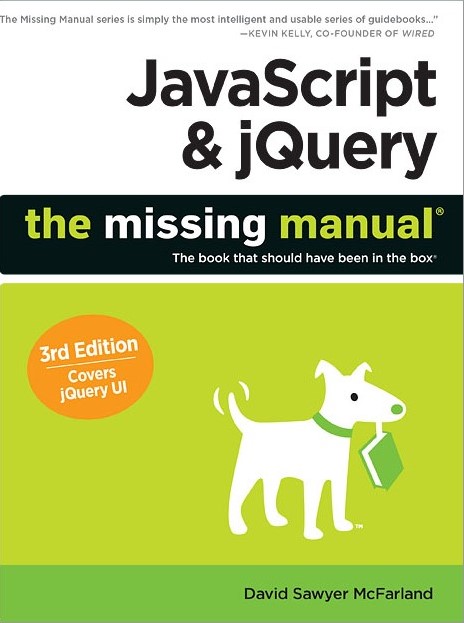 The Missing Manual series is simply the most intelligent and usable series of guidebooks..."
—KEVIN KELLY, CO-FOUNDER OF WIRED
JavaScript
& jQuery
the missing manual®
The book that should have been in the box®
3rd Edition
Covers
jQuery UI
™
David Sawyer McFarland